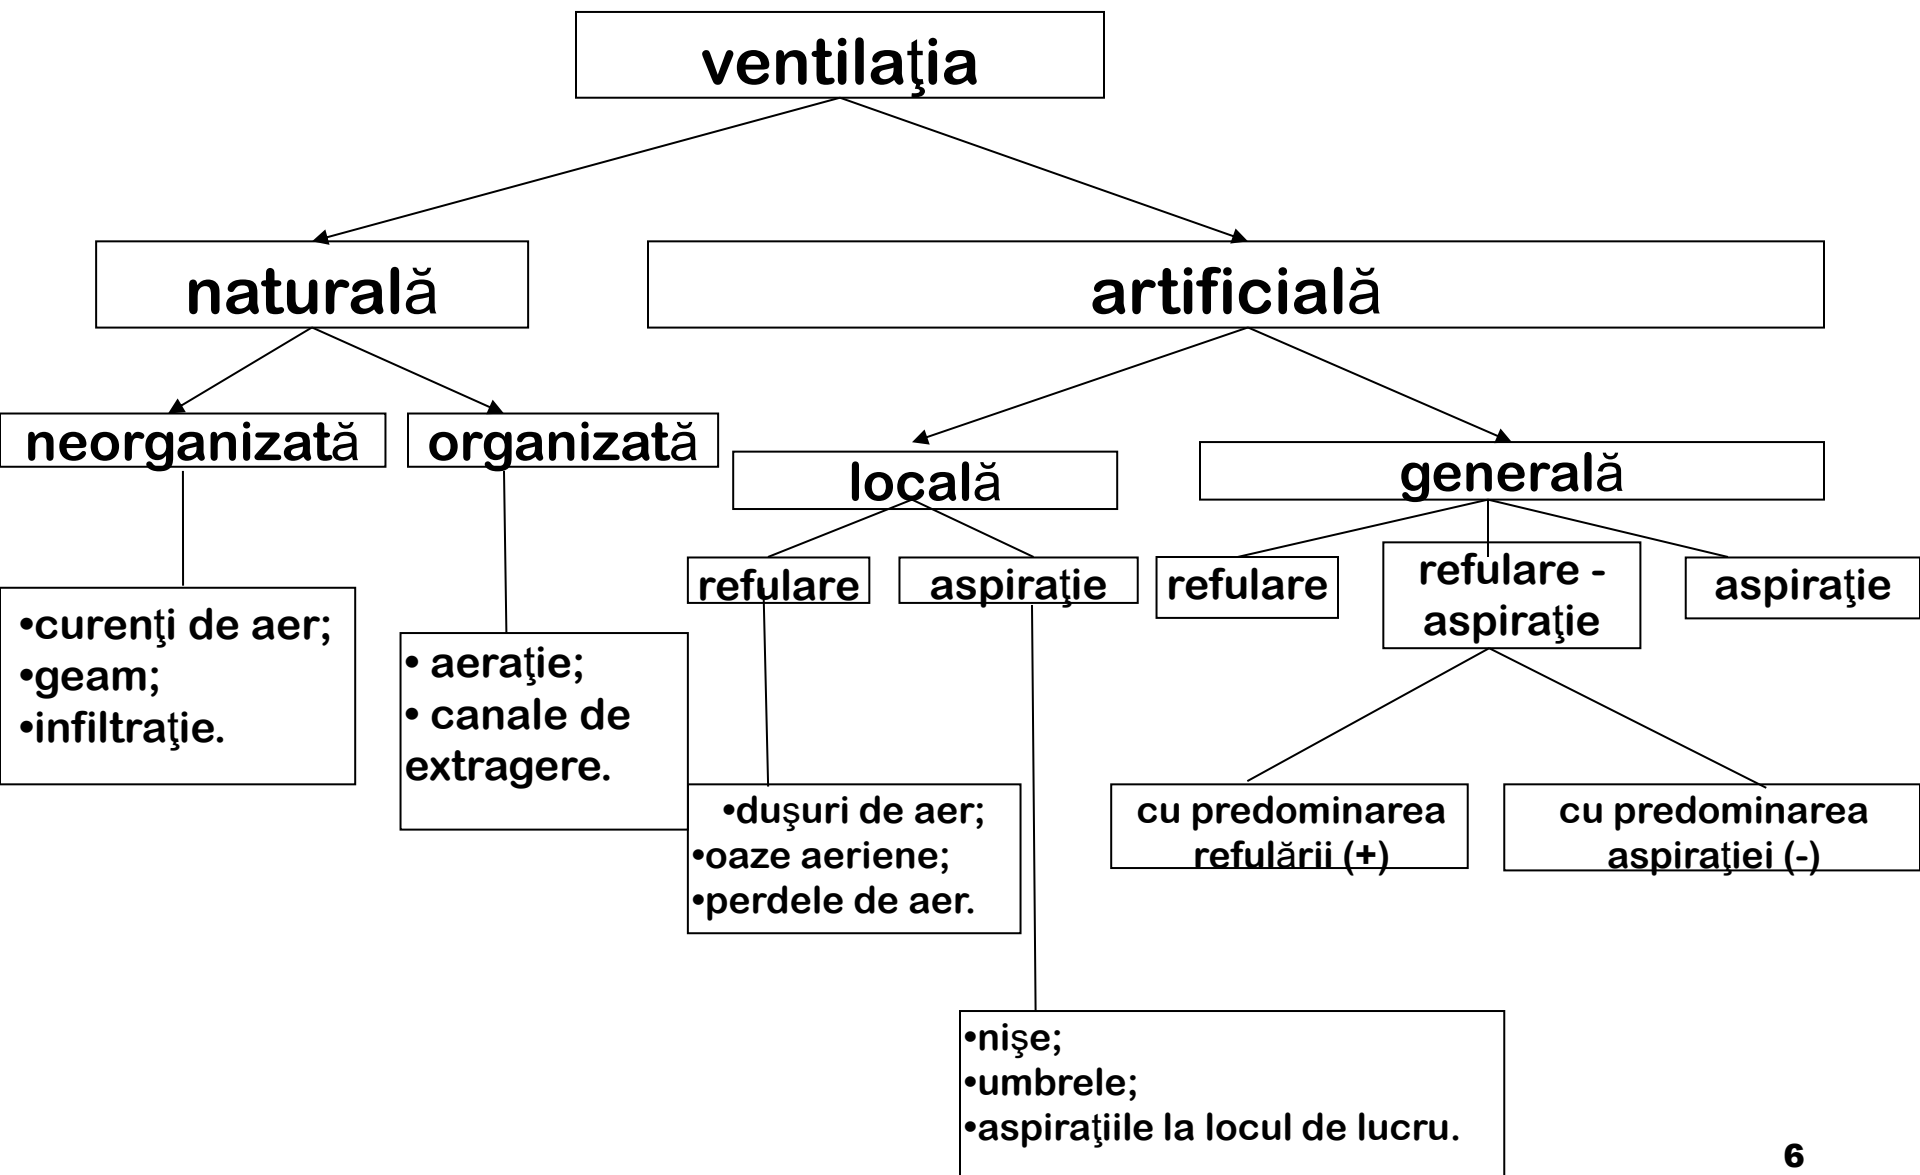 ventilaţia
naturală
artificială
neorganizată
organizată
locală
generală
refulare
aspiraţie
refulare
refulare -
aspiraţie
aspiraţie
•curenţi de aer;
•geam;
•infiltraţie.
• aeraţie;
• canale de
extragere.
•duşuri de aer;
•oaze aeriene;
•perdele de aer.
cu predominarea
refulării (+)
cu predominarea
aspiraţiei (-)
•nişe;
•umbrele;
•aspiraţiile la locul de lucru.
6